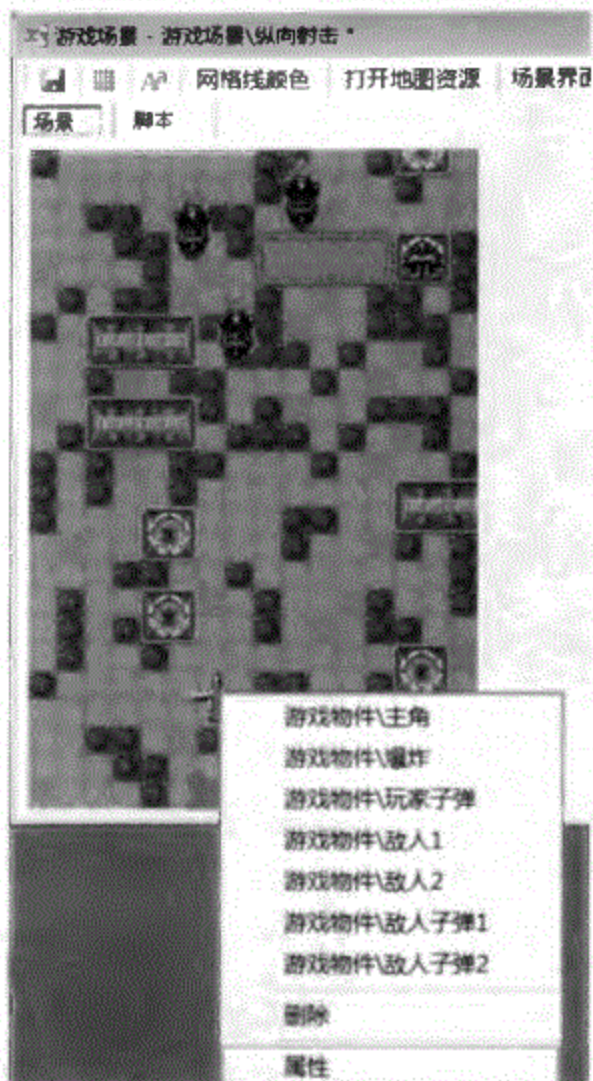 游戏场景 - 游戏场景\纵向射击 *
网格线颜色 打开地图资源 场景界面
场景 脚本
游戏物件\主角
游戏物件\爆炸
游戏物件\玩家子弹
游戏物件\敌人1
游戏物件\敌人2
游戏物件\敌人子弹1
游戏物件\敌人子弹2
删除
属性